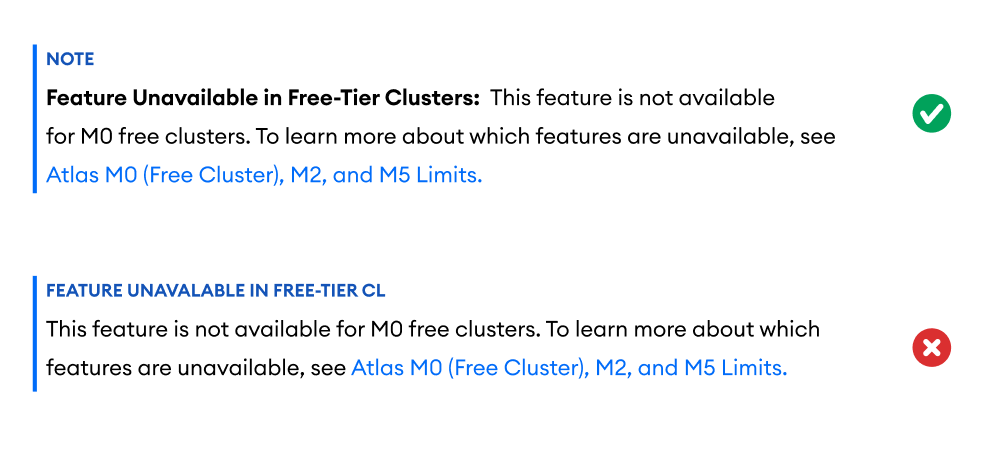 NOTE
Feature Unavailable in Free-Tier Clusters: This feature is not available
for M0 free clusters. To learn more about which features are unavailable, see
Atlas M0 (Free Cluster), M2, and M5 Limits.
FEATURE UNAVALABLE IN FREE-TIER CL
This feature is not available for M0 free clusters. To learn more about which
features are unavailable, see Atlas M0 (Free Cluster), M2, and M5 Limits.